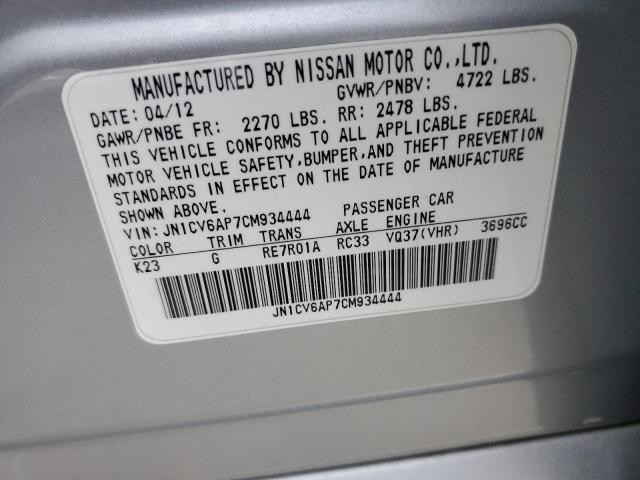 MANUFACTURED BY NISSAN MOTOR CO.,LTD.
DATE: 04/12 GVWR/PNBV: 4722 LBS.
GAWR/PNBE FR: 2270 LBS. RR: 2478 LBS.
THIS VEHICLE CONFORMS TO ALL APPLICABLE FEDERAL
MOTOR VEHICLE SAFETY,BUMPER,AND THEFT PREVENTION
STANDARDS IN EFFECT ON THE DATE OF MANUFACTURE
SHOWN ABOVE.
VIN: JN1CV6AP7CM934444 PASSENGER CAR
COLOR TRIM TRANS AXLE ENGINE
K23 G RE7R01A RC33 VQ37(VHR) 3696CC
JN1CV6AP7CM934444